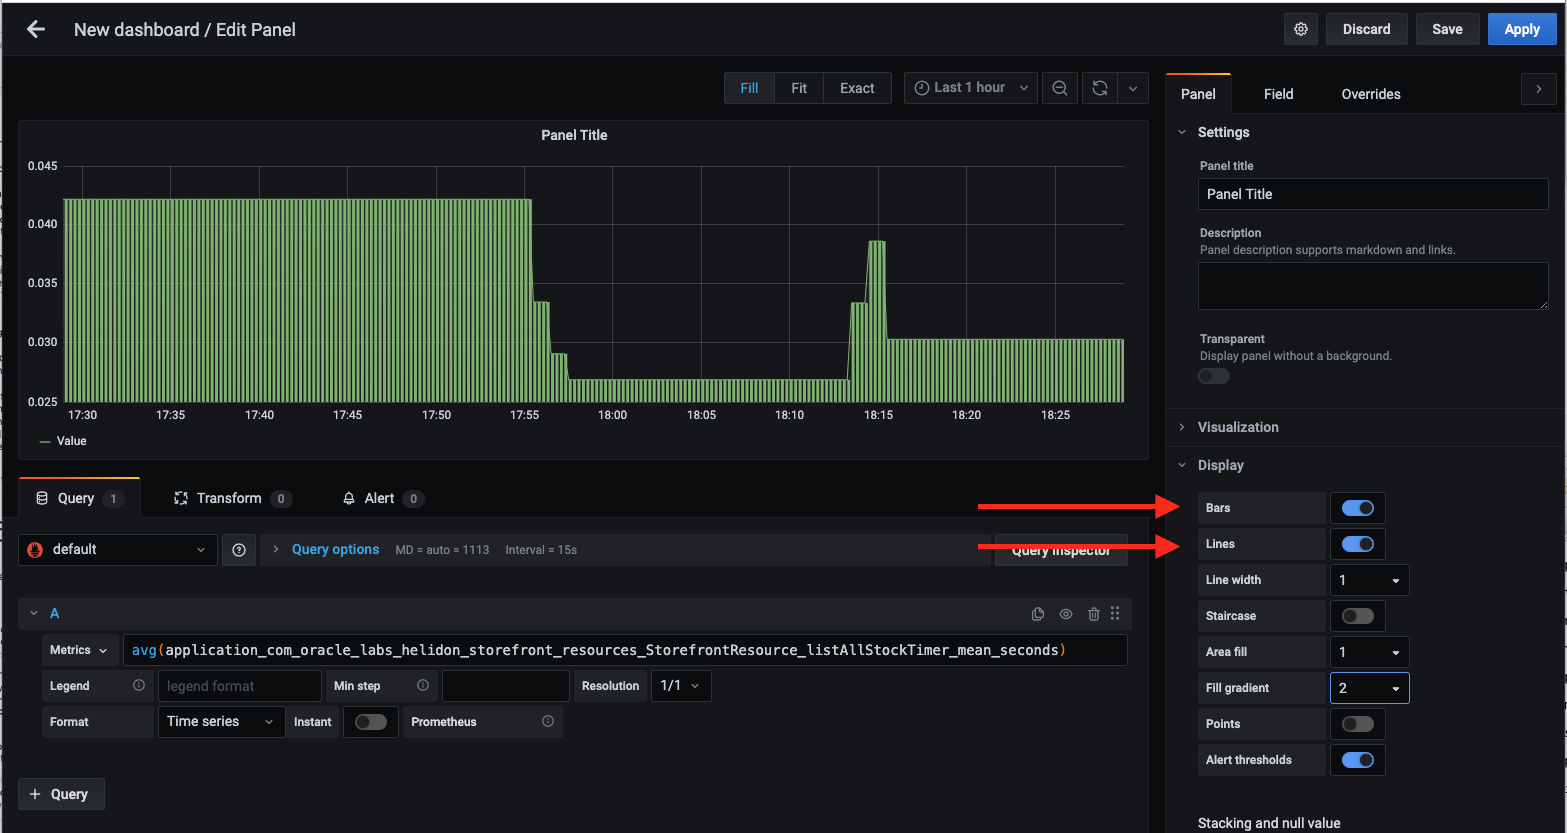 New dashboard / Edit Panel
Discard
Save
Apply
Fill
Fit
Exact
Last 1 hour
Panel
Field
Overrides
Panel Title
0.045
0.040
0.035
0.030
0.025
17:30 17:35 17:40 17:45 17:50 17:55 18:00 18:05 18:10 18:15 18:20 18:25
Value
Settings
Panel title
Panel Title
Description
Panel description supports markdown and links.
Transparent
Display panel without a background.
Visualization
Display
Bars
Lines
Line width 1
Staircase
Area fill 1
Fill gradient 2
Points
Alert thresholds
Stacking and null value
Query 1
Transform 0
Alert 0
default
Query options MD = auto = 1113 Interval = 15s
Query inspector
A
Metrics avg(application_com_oracle_labs_helidon_storefront_resources_StorefrontResource_listAllStockTimer_mean_seconds)
Legend legend format Min step Resolution 1/1
Format Time series Instant Prometheus
+ Query